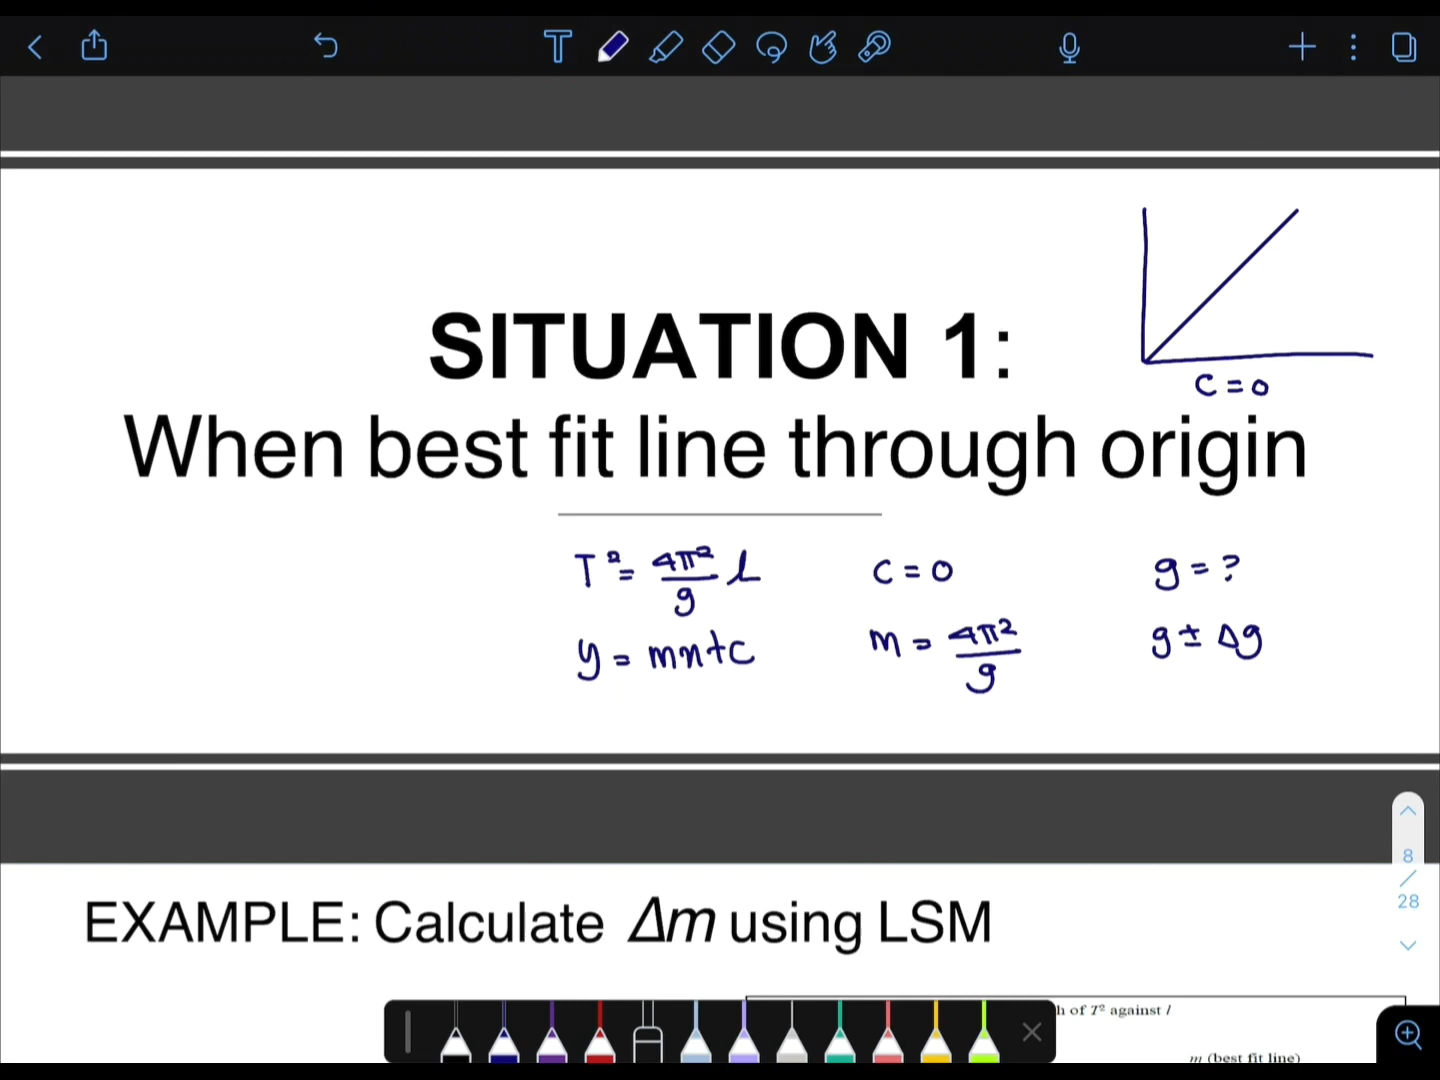 SITUATION 1:
C = 0
When best fit line through origin
T² = 4π²/g l
C = 0
g = ?
y = mx+c
m = 4π²/g
g ± Δg
8
/
28
EXAMPLE: Calculate Δm using LSM
h of T² against l
m (best fit line)